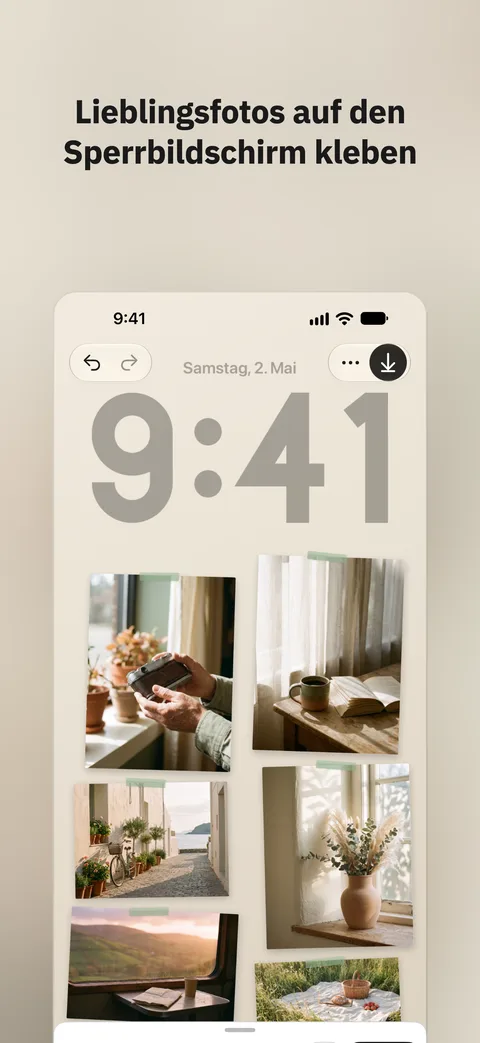 Lieblingsfotos auf den
Sperrbildschirm kleben
9:41
Samstag, 2. Mai
9:41